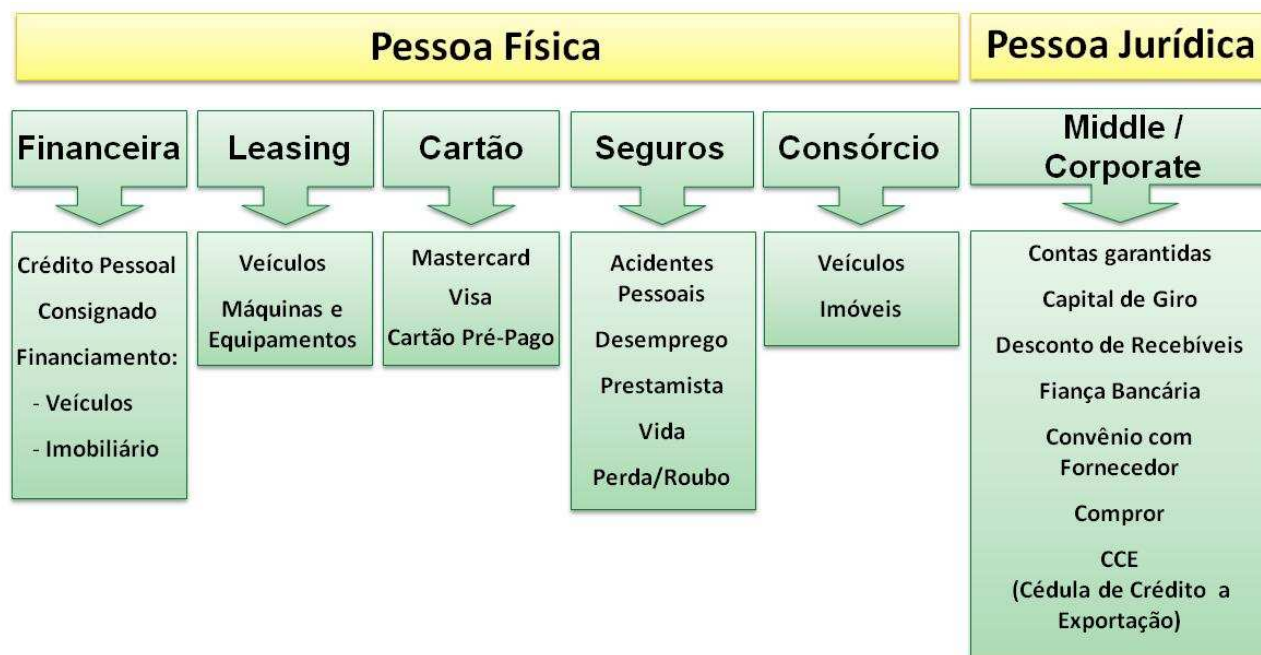 Pessoa Física
Pessoa Jurídica
Financeira
Crédito Pessoal
Consignado
Financiamento:
- Veículos
- Imobiliário
Leasing
Veículos
Máquinas e
Equipamentos
Cartão
Mastercard
Visa
Cartão Pré-Pago
Seguros
Acidentes
Pessoais
Desemprego
Prestamista
Vida
Perda/Roubo
Consórcio
Veículos
Imóveis
Middle /
Corporate
Contas garantidas
Capital de Giro
Desconto de Recebíveis
Fiança Bancária
Convênio com
Fornecedor
Compror
CCE
(Cédula de Crédito a
Exportação)